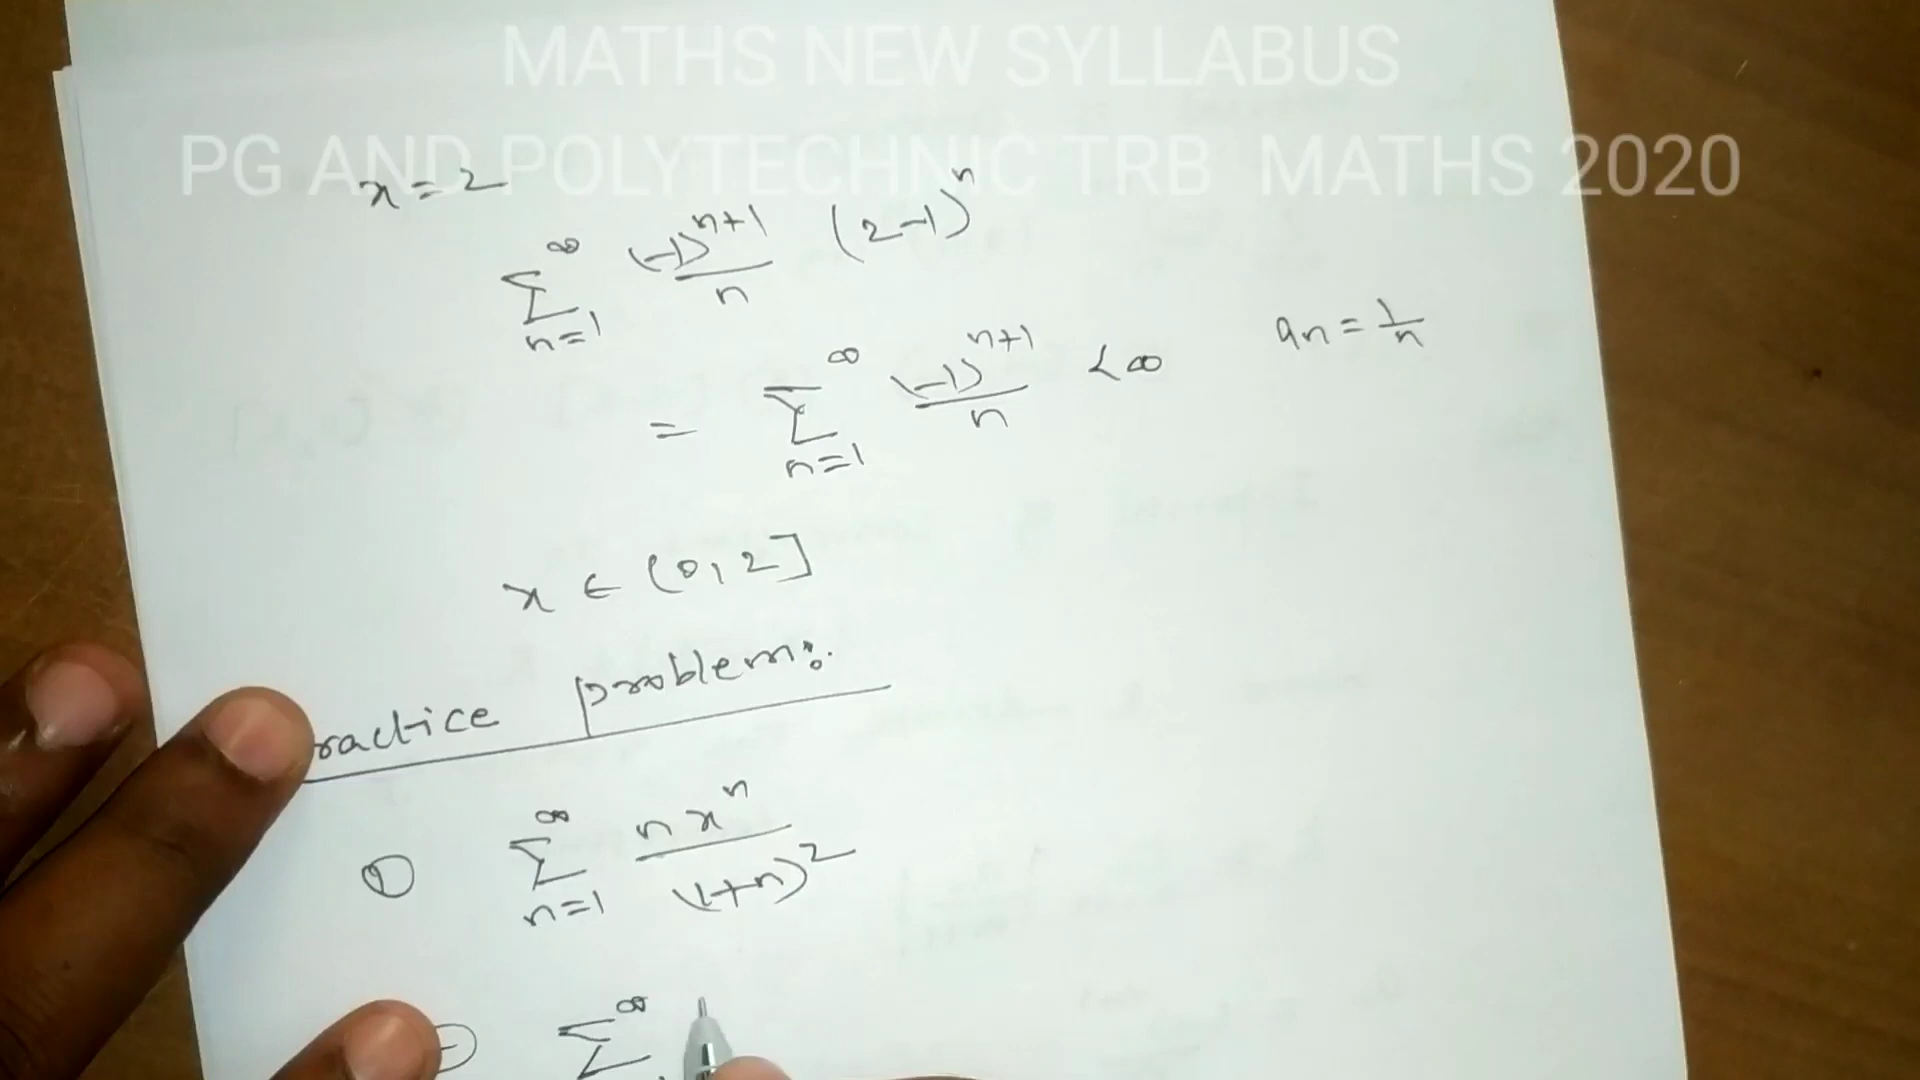 MATHS NEW SYLLABUS
PG AND POLYTECHNIC TRB MATHS 2020
x = 2
∞ Σ n=1 (-1)^n+1 / n (2-1)^n
= ∞ Σ n=1 (-1)^n+1 / n < ∞ an = 1/n
x ∈ (0, 2]
ractice problem:.
① ∞ Σ n=1 n x^n / (1+n)^2
∞ Σ